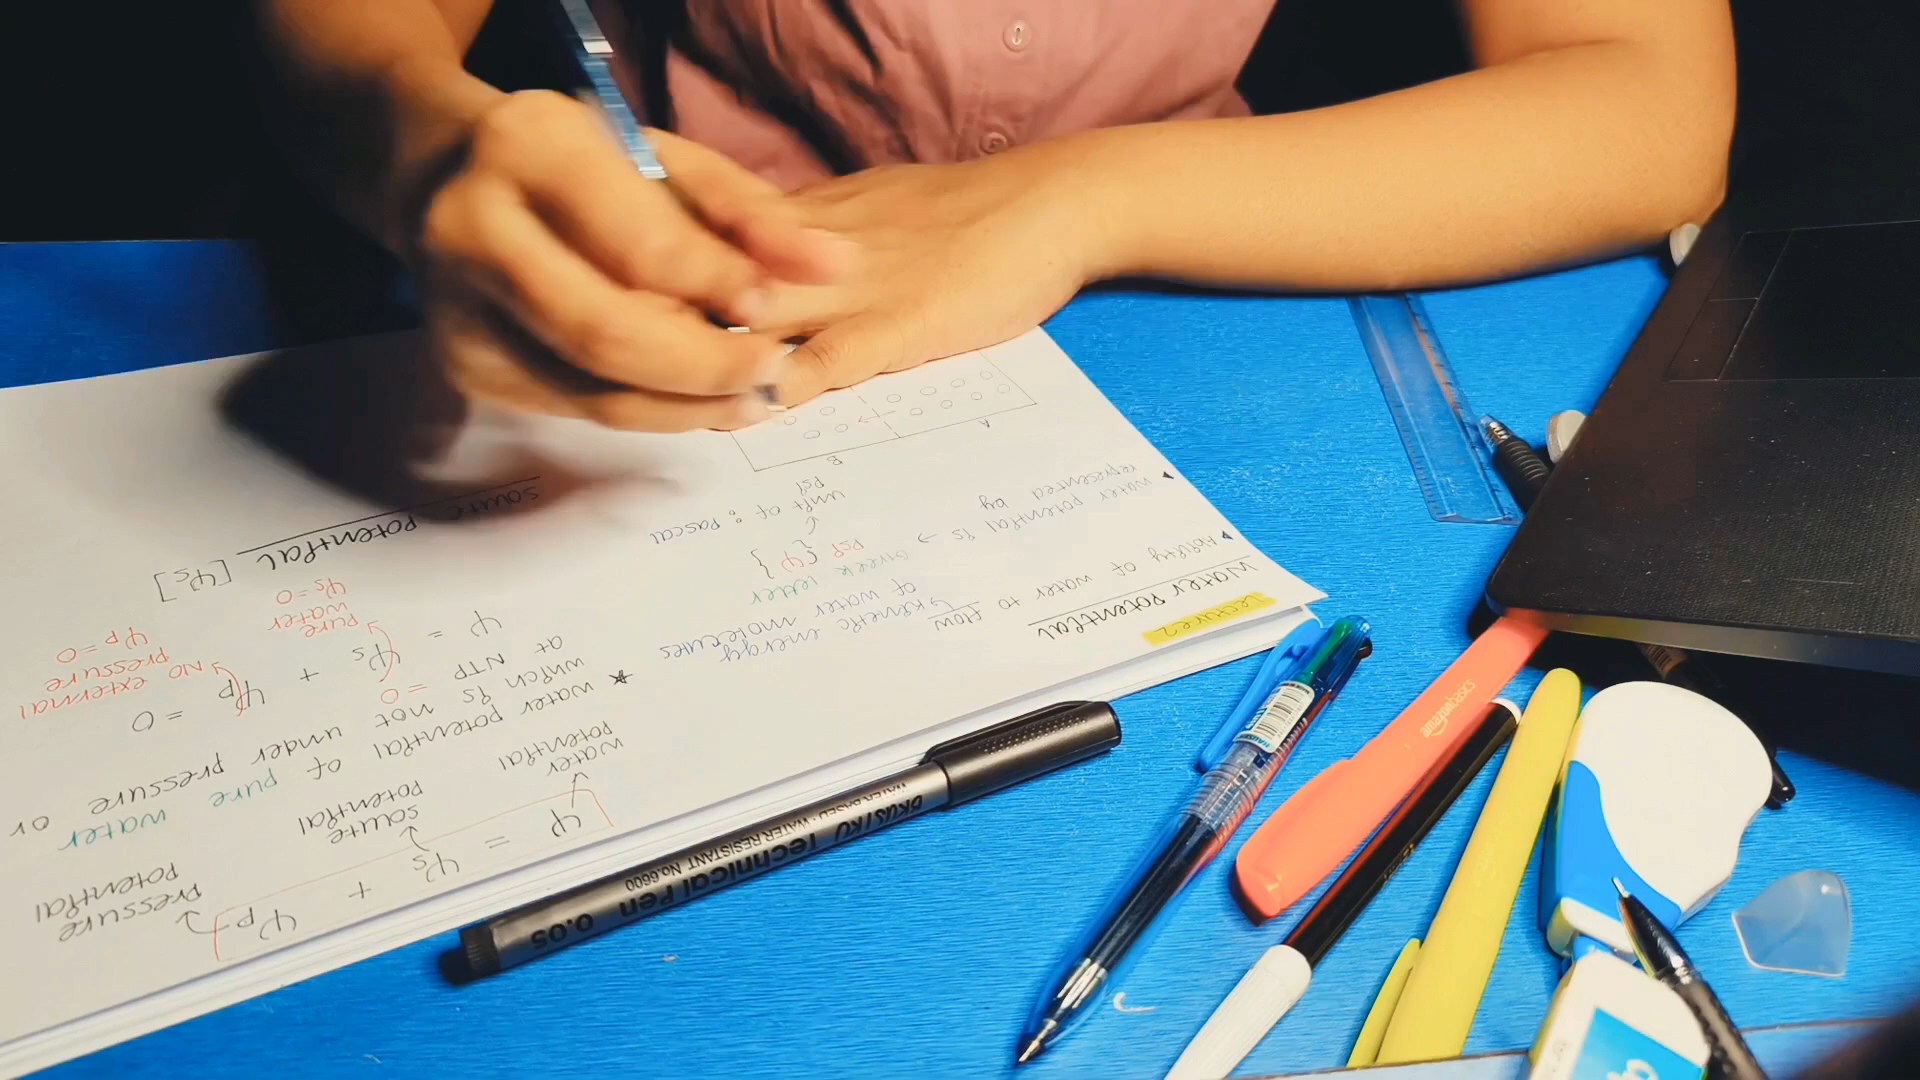 Lecture 2
Water Potential
Ability of water to flow
↳ kinetic energy
of water molecules
water potential is → Greek letter
represented by
Psi {ψ}
unit of : Pascal
Psi
A
B
ψ = ψs + ψp
water
potential
solute
potential
pressure
potential
* water potential of pure water
which is not under pressure or
at NTP = 0
ψ = ψs + ψp = 0
pure
water
ψs = 0
NO external
pressure
ψp = 0
solute potential [ψs]
BRUSTRO Technical Pen 0.05
WATER BASED · WATER RESISTANT No.6600
amazonbasics